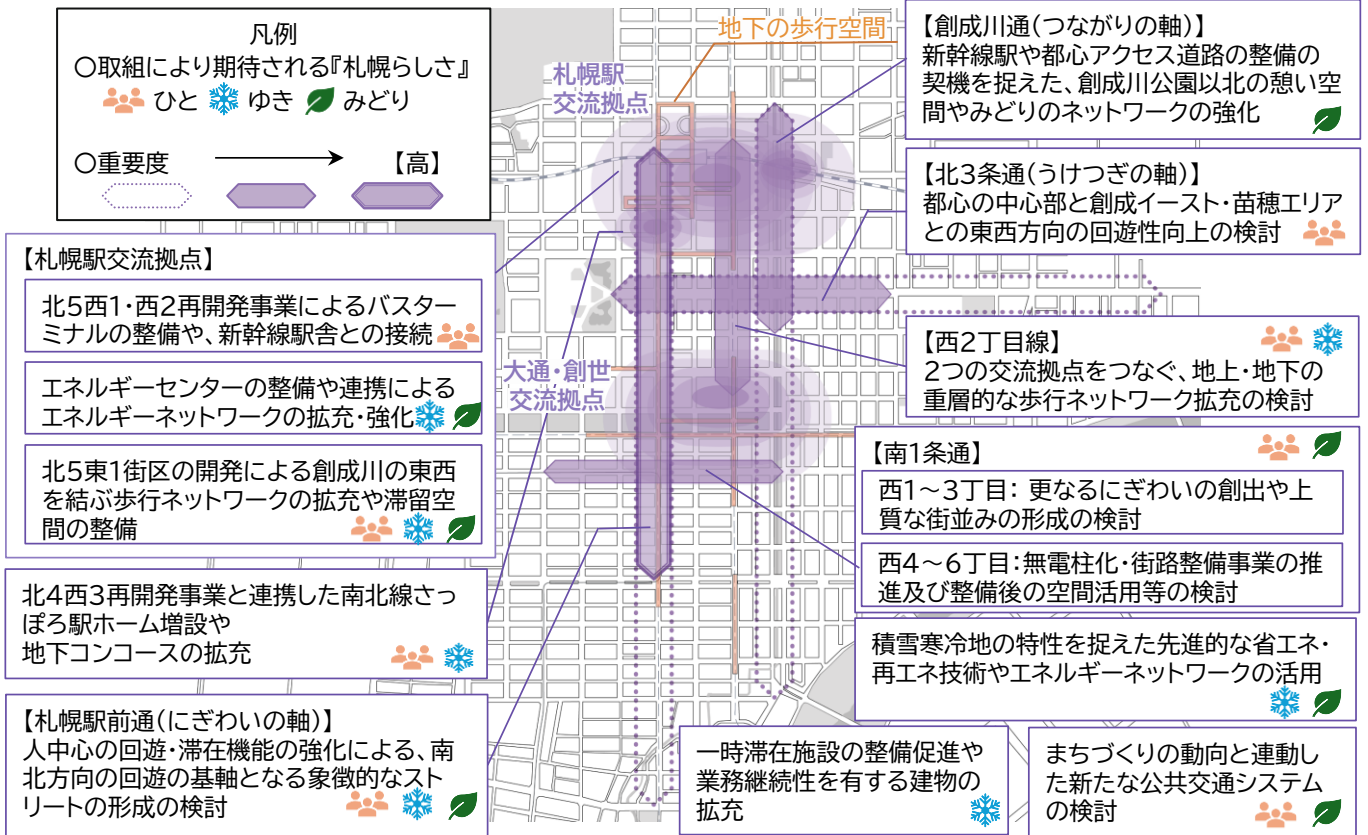 凡例
○取組により期待される『札幌らしさ』
ひと ゆき みどり
○重要度 【高】
地下の歩行空間
札幌駅
交流拠点
大通・創世
交流拠点
【札幌駅交流拠点】
北5西1・西2再開発事業によるバスター
ミナルの整備や、新幹線駅舎との接続
エネルギーセンターの整備や連携による
エネルギーネットワークの拡充・強化
北5東1街区の開発による創成川の東西
を結ぶ歩行ネットワークの拡充や滞留空
間の整備
北4西3再開発事業と連携した南北線さっ
ぽろ駅ホーム増設や
地下コンコースの拡充
【札幌駅前通(にぎわいの軸)】
人中心の回遊・滞在機能の強化による、南
北方向の回遊の基軸となる象徴的なスト
リートの形成の検討
【創成川通(つながりの軸)】
新幹線駅や都心アクセス道路の整備の
契機を捉えた、創成川公園以北の憩い空
間やみどりのネットワークの強化
【北3条通(うけつぎの軸)】
都心の中心部と創成イースト・苗穂エリア
との東西方向の回遊性向上の検討
【西2丁目線】
2つの交流拠点をつなぐ、地上・地下の
重層的な歩行ネットワーク拡充の検討
【南1条通】
西1～3丁目: 更なるにぎわいの創出や上
質な街並みの形成の検討
西4～6丁目:無電柱化・街路整備事業の推
進及び整備後の空間活用等の検討
積雪寒冷地の特性を捉えた先進的な省エネ・
再エネ技術やエネルギーネットワークの活用
一時滞在施設の整備促進や
業務継続性を有する建物の
拡充
まちづくりの動向と連動し
た新たな公共交通システム
の検討